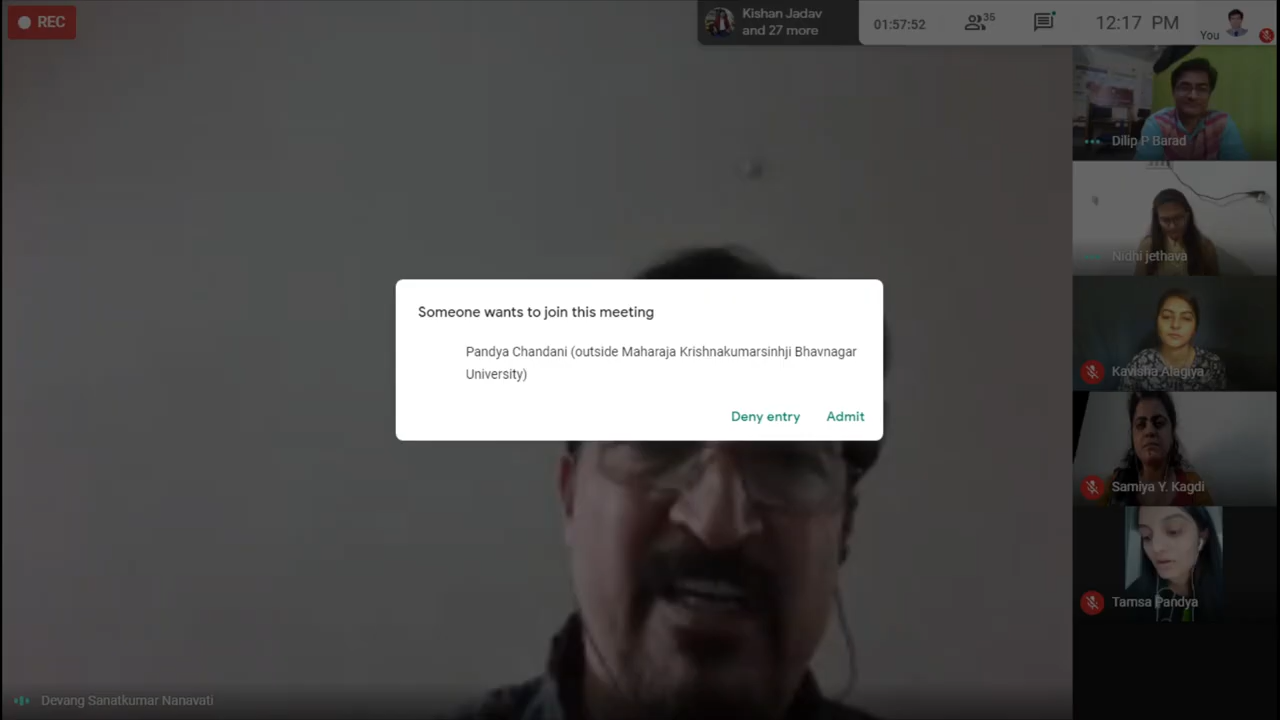 REC
Kishan Jadav
and 27 more
01:57:52
35
12:17 PM
You
Dilip P Barad
Nidhi jethava
Kavisha Alagiya
Samiya Y. Kagdi
Tamsa Pandya
Someone wants to join this meeting
Pandya Chandani (outside Maharaja Krishnakumarsinhji Bhavnagar
University)
Deny entry
Admit
Devang Sanatkumar Nanavati